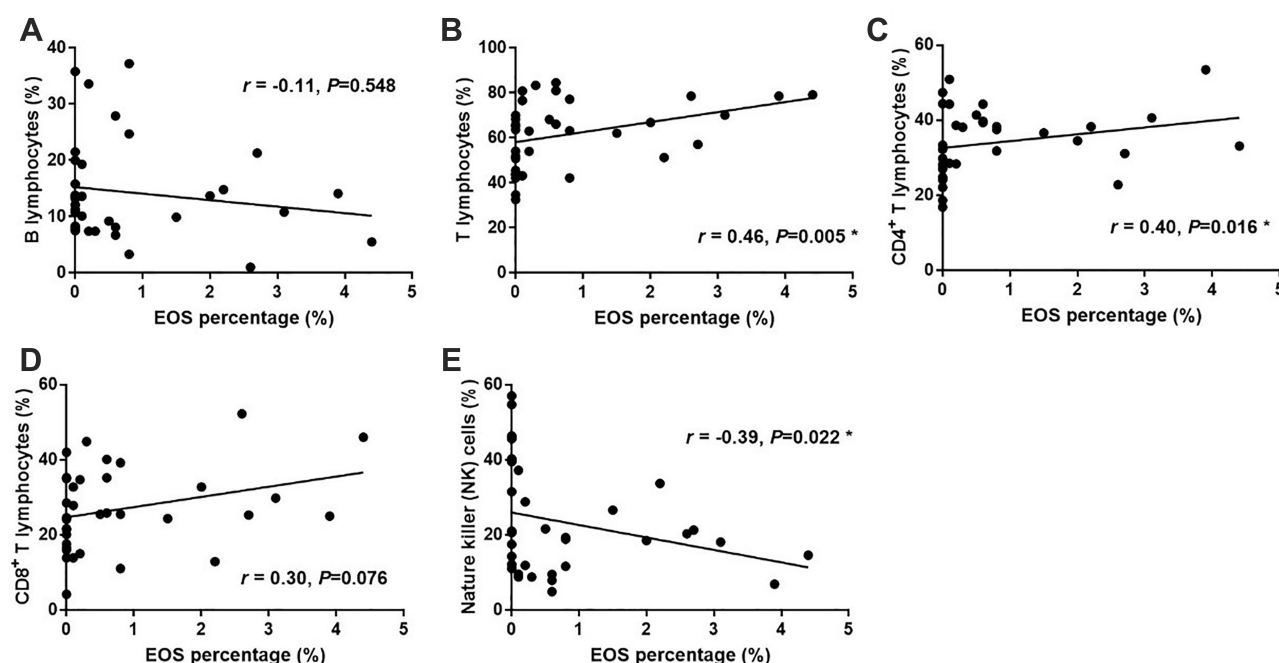 A
B lymphocytes (%)
40
30
20
10
0
r = -0.11, P=0.548
0 1 2 3 4 5
EOS percentage (%)
B
T lymphocytes (%)
100
80
60
40
20
0
r = 0.46, P=0.005 *
0 1 2 3 4 5
EOS percentage (%)
C
CD4+ T lymphocytes (%)
60
40
20
0
r = 0.40, P=0.016 *
0 1 2 3 4 5
EOS percentage (%)
D
CD8+ T lymphocytes (%)
60
40
20
0
r = 0.30, P=0.076
0 1 2 3 4 5
EOS percentage (%)
E
Nature killer (NK) cells (%)
60
40
20
0
r = -0.39, P=0.022 *
0 1 2 3 4 5
EOS percentage (%)